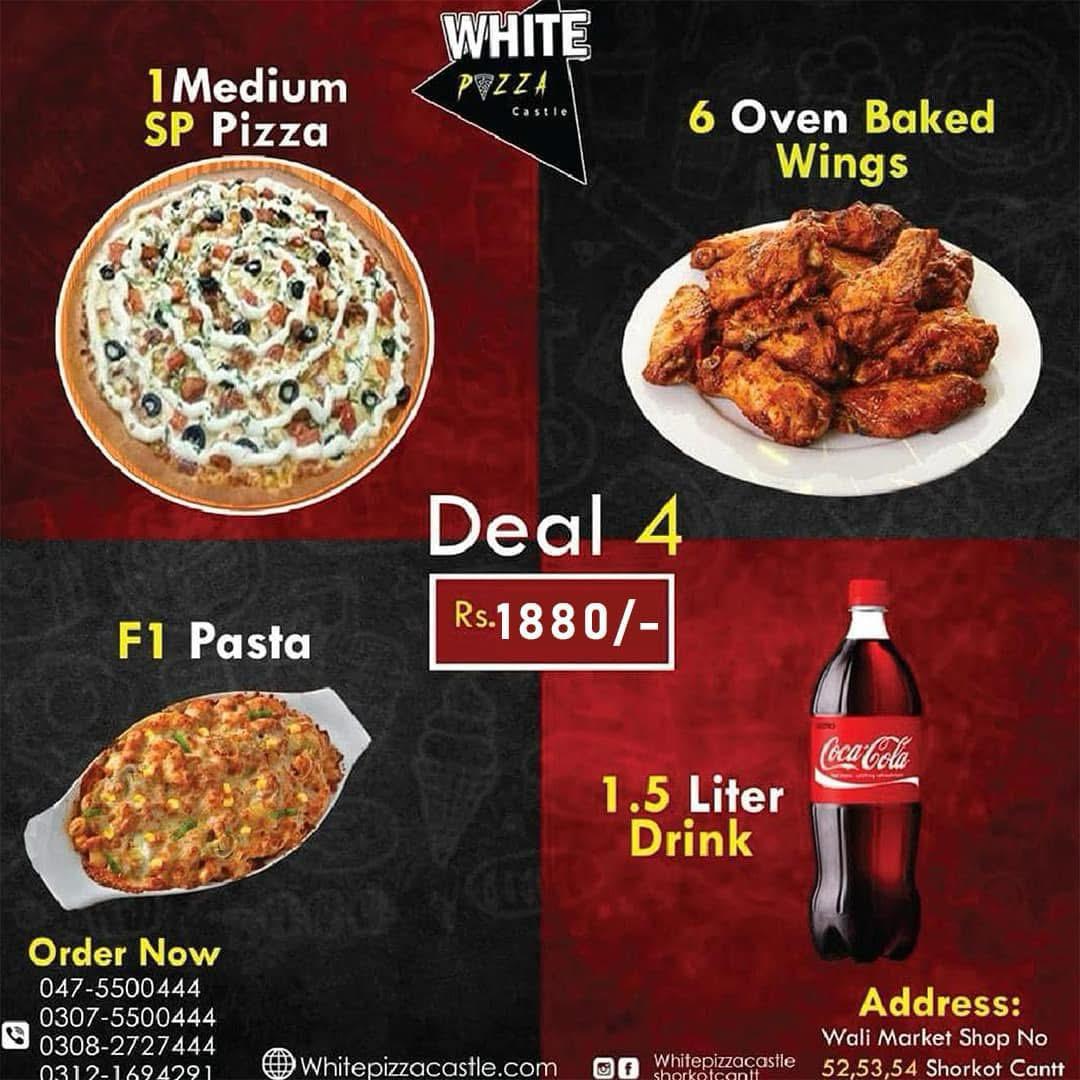 WHITE
PIZZA
Castle
1 Medium
SP Pizza
6 Oven Baked
Wings
Deal 4
Rs.1880/-
F1 Pasta
1.5 Liter
Drink
Coca-Cola
Order Now
047-5500444
0307-5500444
0308-2727444
0312-1694291
Whitepizzacastle.com
Whitepizzacastle
shorkotcantt
Address:
Wali Market Shop No
52,53,54 Shorkot Cantt